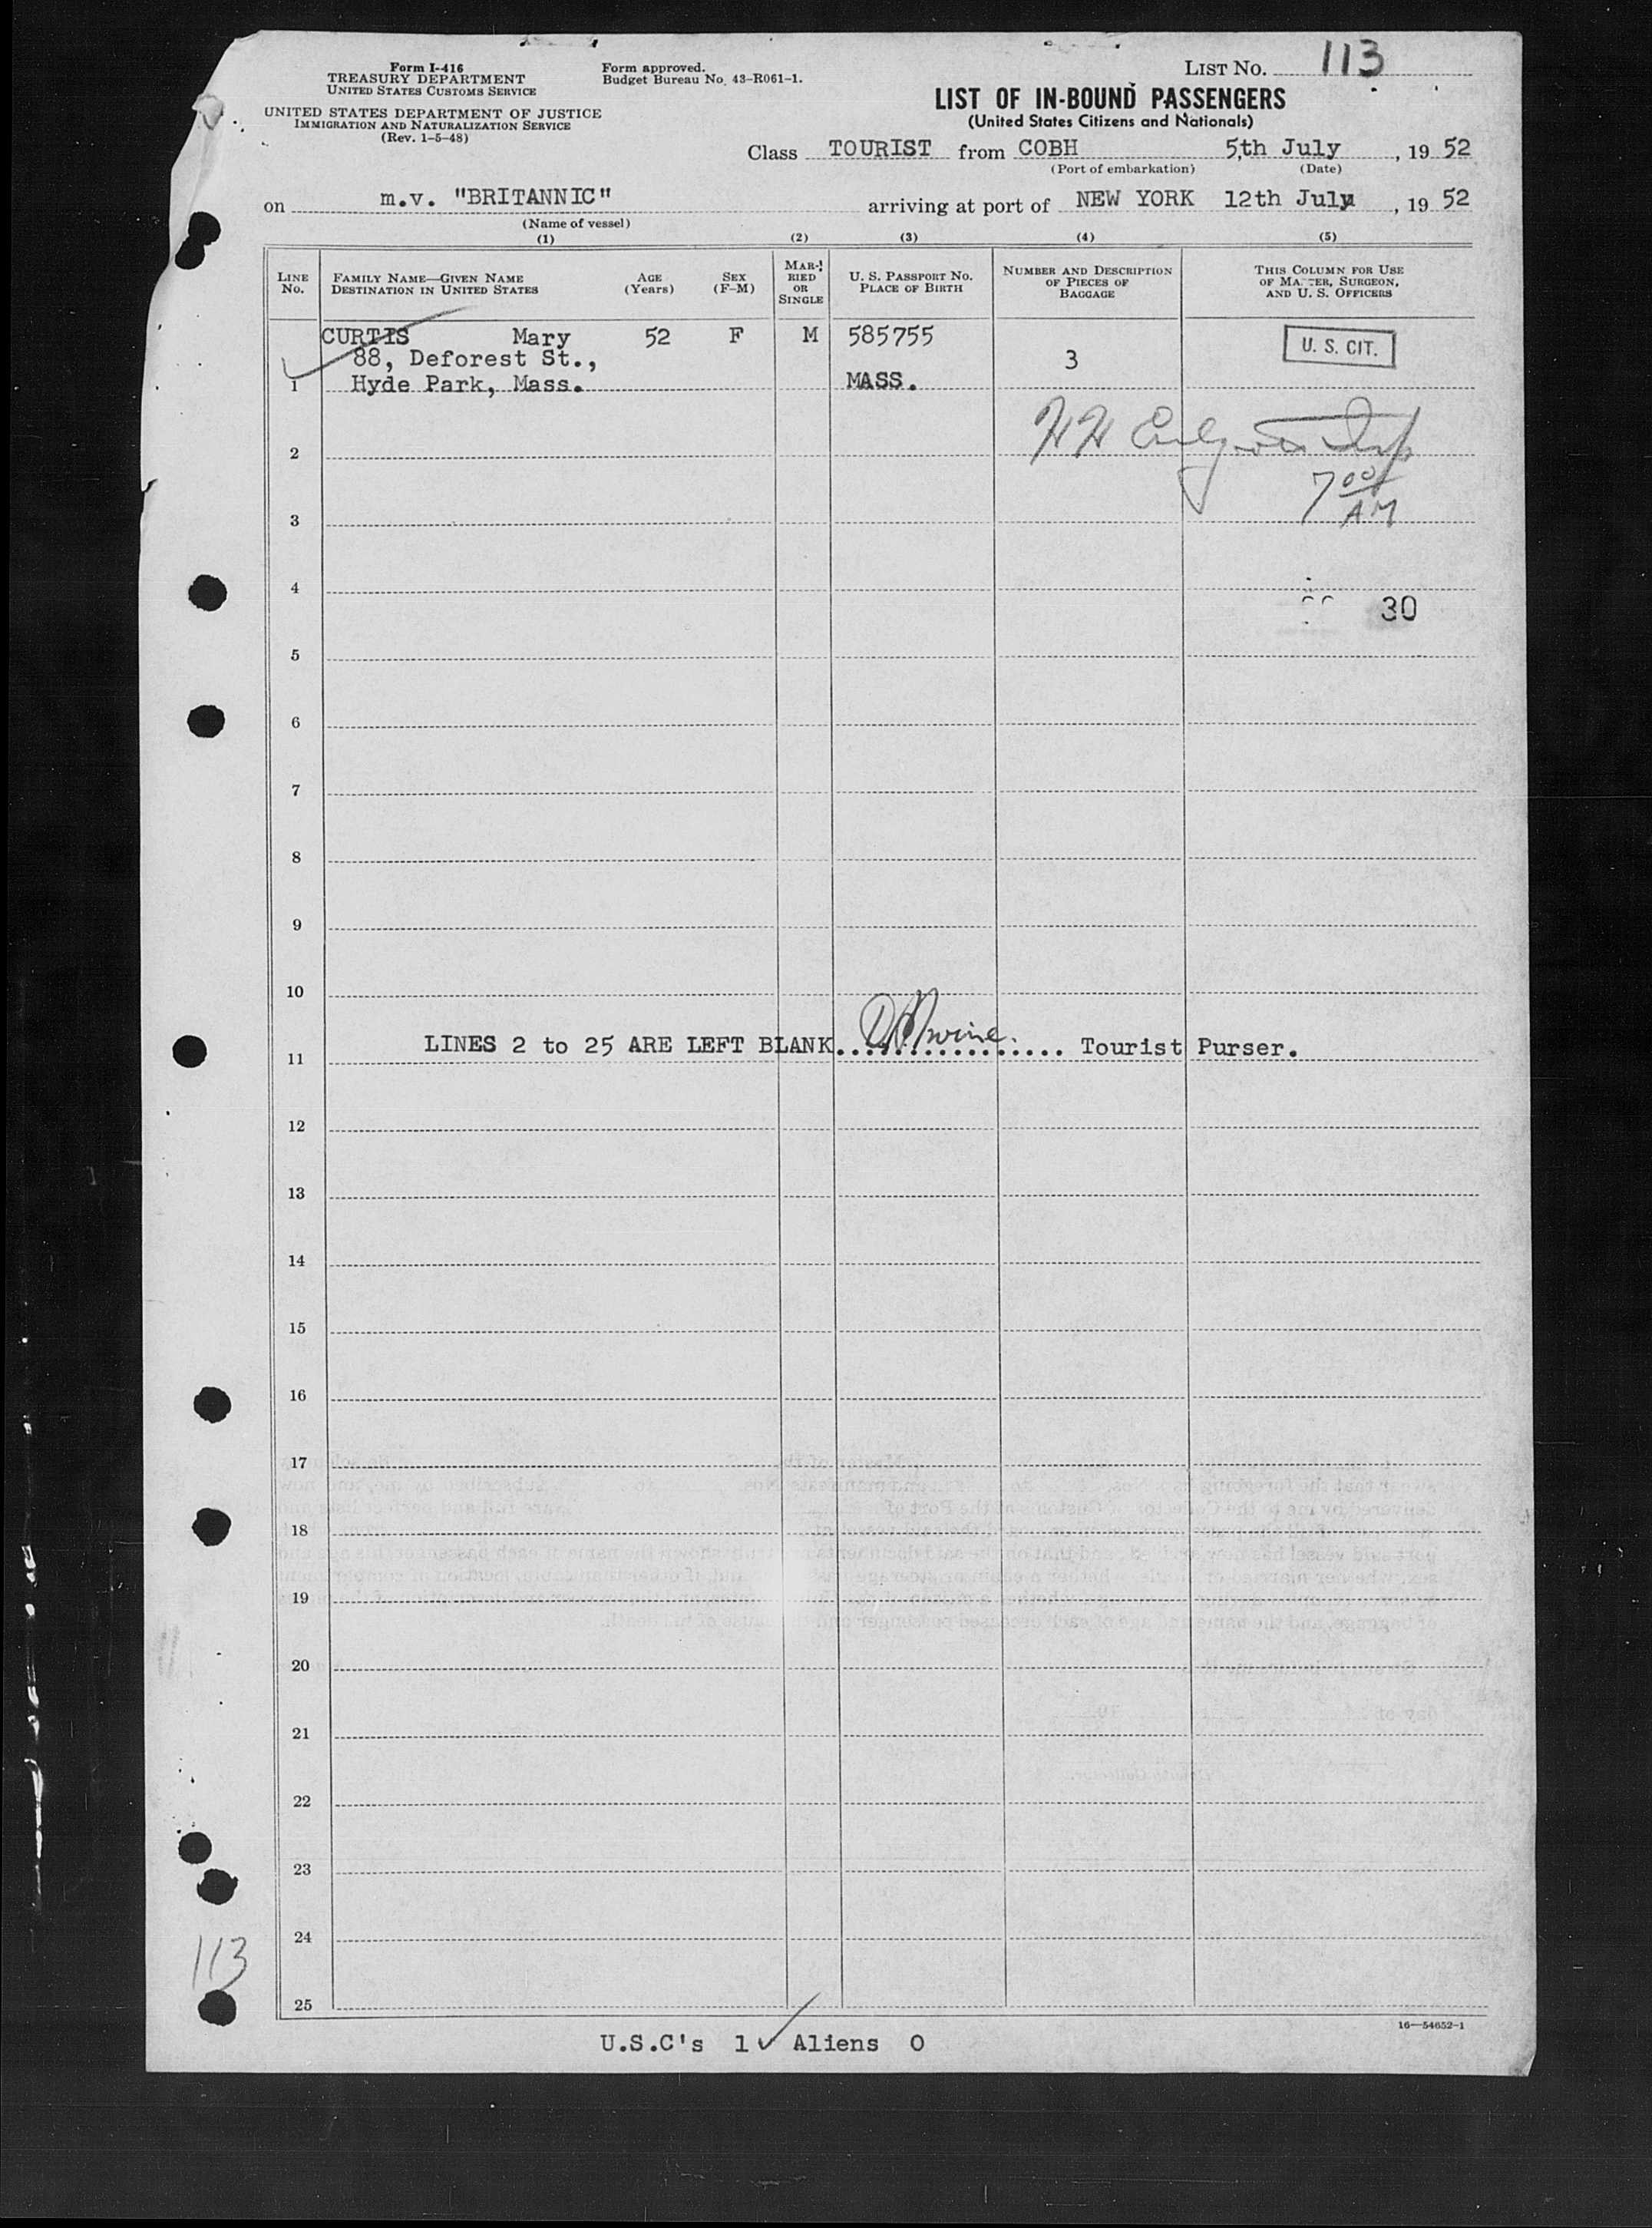 Form I-416
TREASURY DEPARTMENT
UNITED STATES CUSTOMS SERVICE
UNITED STATES DEPARTMENT OF JUSTICE
IMMIGRATION AND NATURALIZATION SERVICE
(Rev. 1-5-48)
Form approved.
Budget Bureau No. 43-R061-1.
LIST NO. 113
LIST OF IN-BOUND PASSENGERS
(United States Citizens and Nationals)
Class TOURIST from COBH 5th July, 19 52
(Port of embarkation) (Date)
on m.v. "BRITANNIC" arriving at port of NEW YORK 12th July, 19 52
(Name of vessel)
(1) (2) (3) (4) (5)
LINE NO.
FAMILY NAME—GIVEN NAME
DESTINATION IN UNITED STATES
AGE
(Years)
SEX
(F-M)
MARRIED OR SINGLE
U. S. PASSPORT NO.
PLACE OF BIRTH
NUMBER AND DESCRIPTION
OF PIECES OF
BAGGAGE
THIS COLUMN FOR USE
OF MASTER, SURGEON,
AND U. S. OFFICERS
CURTIS Mary 52 F M 585755
88, Deforest St., 3 U. S. CIT.
1 Hyde Park, Mass. MASS.
2
7 00
AM
3
4
30
5
6
7
8
9
10
LINES 2 to 25 ARE LEFT BLANK................. Tourist Purser.
11
12
13
14
15
16
17
18
19
20
21
22
23
24
113
25
16—54652-1
U.S.C's 1 Aliens 0